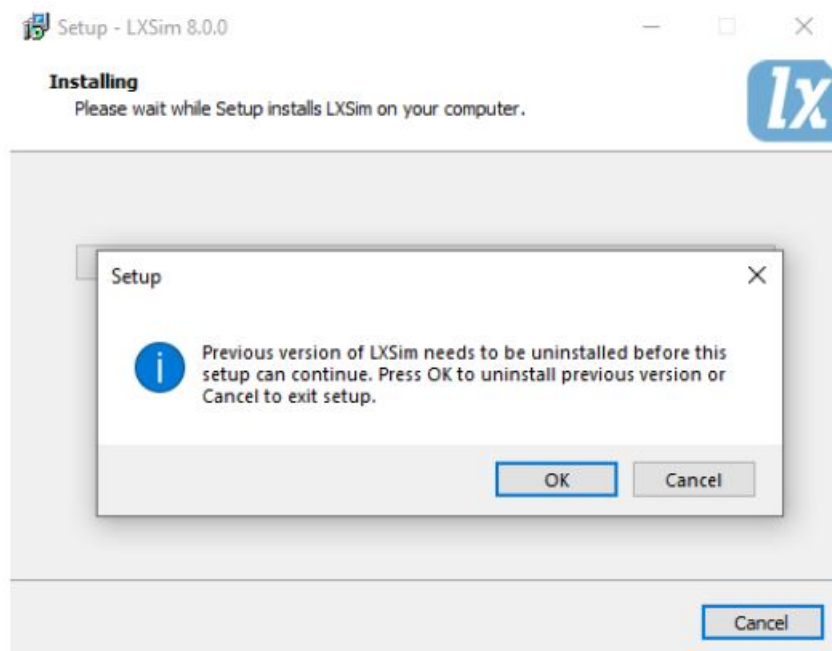 Setup - LXSim 8.0.0
Installing
Please wait while Setup installs LXSim on your computer.
lx
Setup
Previous version of LXSim needs to be uninstalled before this
setup can continue. Press OK to uninstall previous version or
Cancel to exit setup.
OK
Cancel
Cancel